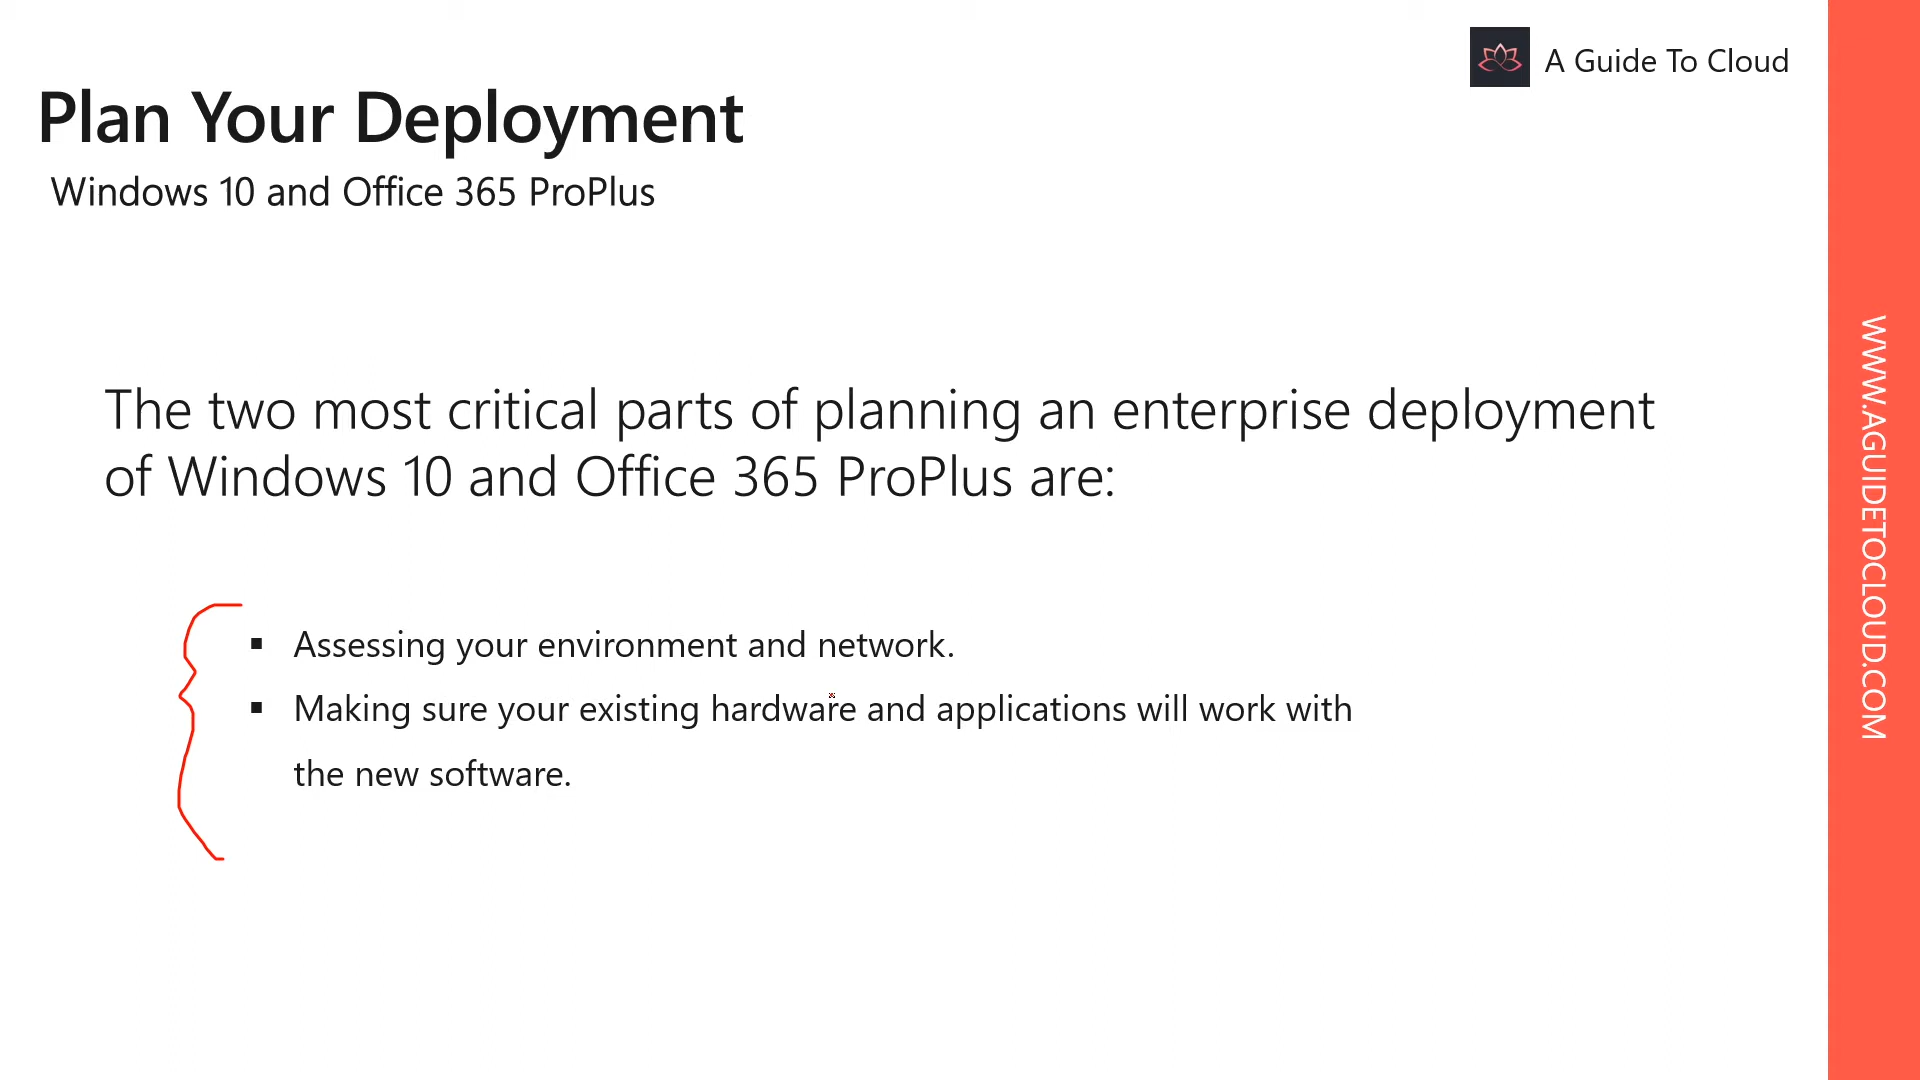 A Guide To Cloud
Plan Your Deployment
Windows 10 and Office 365 ProPlus
The two most critical parts of planning an enterprise deployment
of Windows 10 and Office 365 ProPlus are:
▪ Assessing your environment and network.
▪ Making sure your existing hardware and applications will work with
the new software.
WWW.AGUIDETOCLOUD.COM